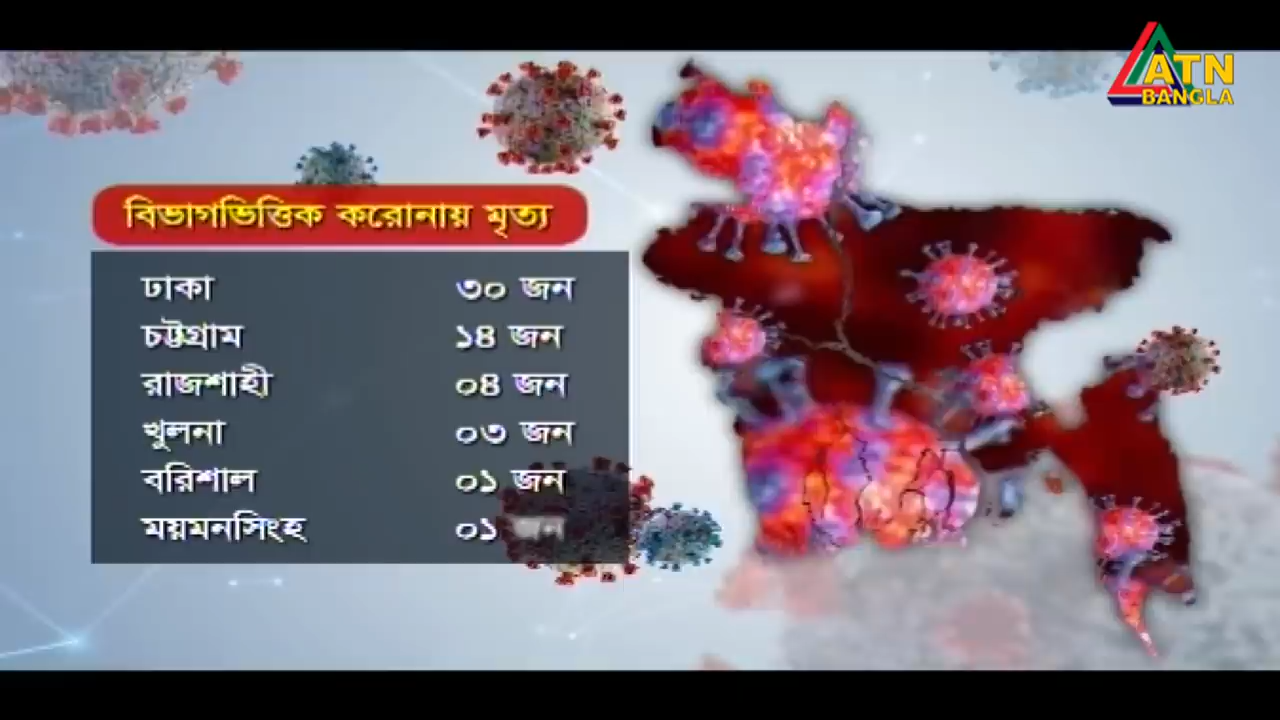 ATN
BANGLA
বিভাগভিত্তিক করোনায় মৃত্য
ঢাকা ৩০ জন
চট্টগ্রাম ১৪ জন
রাজশাহী ০৪ জন
খুলনা ০৩ জন
বরিশাল ০১ জন
ময়মনসিংহ ০১ জন